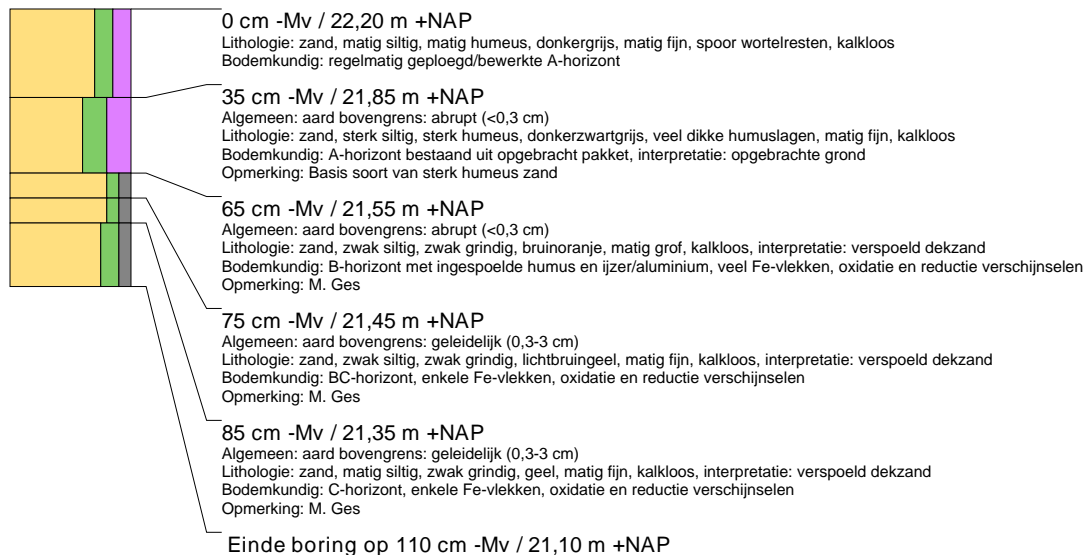 0 cm -Mv / 22,20 m +NAP
Lithologie: zand, matig siltig, matig humeus, donkergrijs, matig fijn, spoor wortelresten, kalkloos
Bodemkundig: regelmatig geploegd/bewerkte A-horizont
35 cm -Mv / 21,85 m +NAP
Algemeen: aard bovengrens: abrupt (<0,3 cm)
Lithologie: zand, sterk siltig, sterk humeus, donkerzwartgrijs, veel dikke humuslagen, matig fijn, kalkloos
Bodemkundig: A-horizont bestaand uit opgebracht pakket, interpretatie: opgebrachte grond
Opmerking: Basis soort van sterk humeus zand
65 cm -Mv / 21,55 m +NAP
Algemeen: aard bovengrens: abrupt (<0,3 cm)
Lithologie: zand, zwak siltig, zwak grindig, bruinoranje, matig grof, kalkloos, interpretatie: verspoeld dekzand
Bodemkundig: B-horizont met ingespoelde humus en ijzer/aluminium, veel Fe-vlekken, oxidatie en reductie verschijnselen
Opmerking: M. Ges
75 cm -Mv / 21,45 m +NAP
Algemeen: aard bovengrens: geleidelijk (0,3-3 cm)
Lithologie: zand, zwak siltig, zwak grindig, lichtbruingeel, matig fijn, kalkloos, interpretatie: verspoeld dekzand
Bodemkundig: BC-horizont, enkele Fe-vlekken, oxidatie en reductie verschijnselen
Opmerking: M. Ges
85 cm -Mv / 21,35 m +NAP
Algemeen: aard bovengrens: geleidelijk (0,3-3 cm)
Lithologie: zand, matig siltig, zwak grindig, geel, matig fijn, kalkloos, interpretatie: verspoeld dekzand
Bodemkundig: C-horizont, enkele Fe-vlekken, oxidatie en reductie verschijnselen
Opmerking: M. Ges
Einde boring op 110 cm -Mv / 21,10 m +NAP